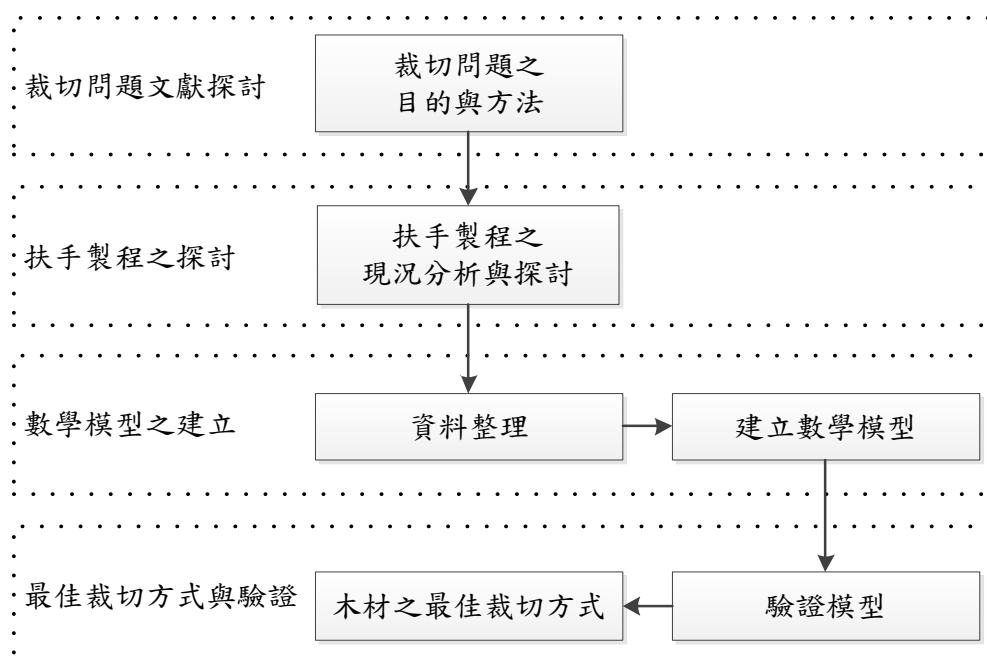 裁切問題文獻探討
裁切問題之
目的與方法
扶手製程之探討
扶手製程之
現況分析與探討
數學模型之建立
資料整理
建立數學模型
最佳裁切方式與驗證
木材之最佳裁切方式
驗證模型